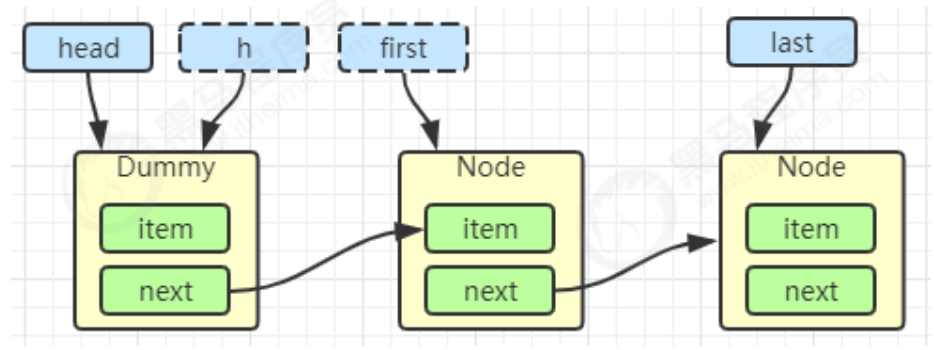 head
h
first
last
Dummy
Node
Node
item
item
item
next
next
next
黑马程序员
www.itheima.com
黑马程序员
www.itheima.com